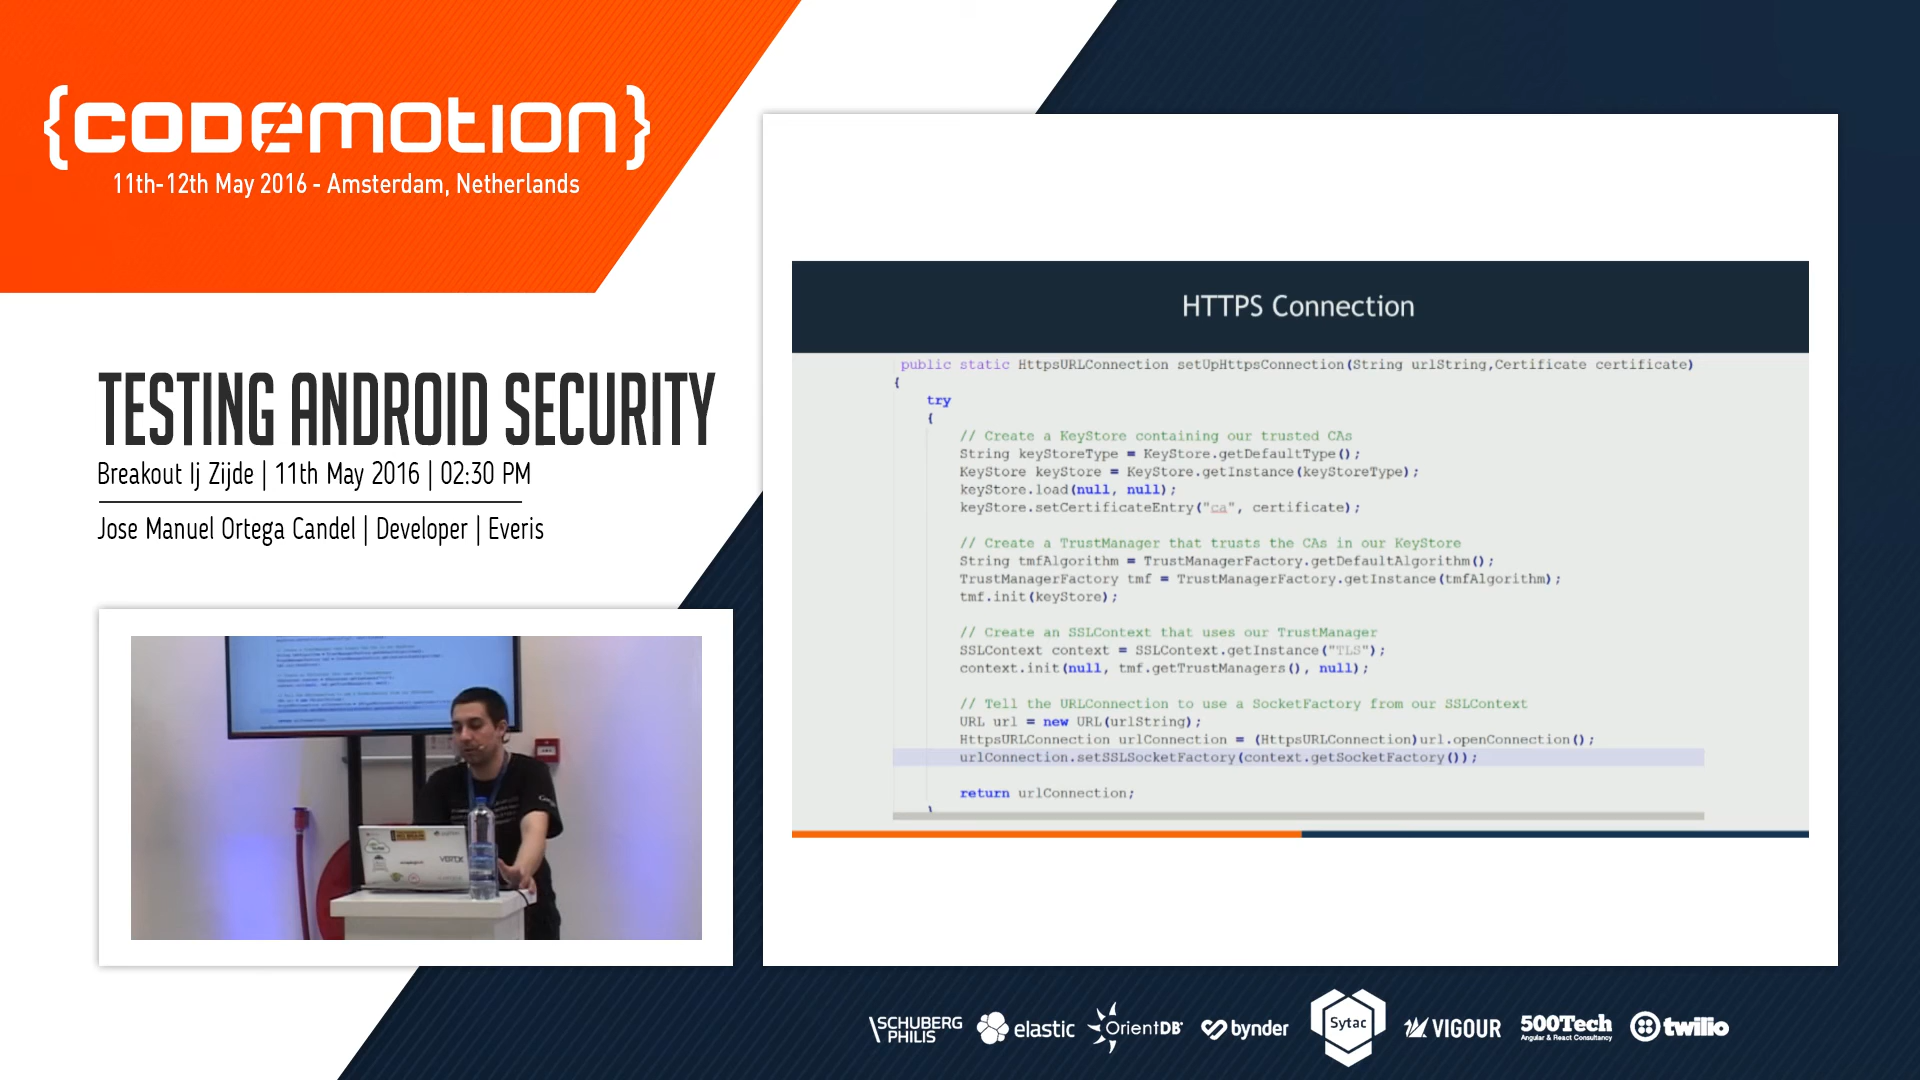 {codemotion}
11th-12th May 2016 - Amsterdam, Netherlands
TESTING ANDROID SECURITY
Breakout Ij Zijde | 11th May 2016 | 02:30 PM
Jose Manuel Ortega Candel | Developer | Everis
HTTPS Connection
public static HttpsURLConnection setUpHttpsConnection(String urlString,Certificate certificate)
{
try
{
// Create a KeyStore containing our trusted CAs
String keyStoreType = KeyStore.getDefaultType();
KeyStore keyStore = KeyStore.getInstance(keyStoreType);
keyStore.load(null, null);
keyStore.setCertificateEntry("ca", certificate);
// Create a TrustManager that trusts the CAs in our KeyStore
String tmfAlgorithm = TrustManagerFactory.getDefaultAlgorithm();
TrustManagerFactory tmf = TrustManagerFactory.getInstance(tmfAlgorithm);
tmf.init(keyStore);
// Create an SSLContext that uses our TrustManager
SSLContext context = SSLContext.getInstance("TLS");
context.init(null, tmf.getTrustManagers(), null);
// Tell the URLConnection to use a SocketFactory from our SSLContext
URL url = new URL(urlString);
HttpsURLConnection urlConnection = (HttpsURLConnection)url.openConnection();
urlConnection.setSSLSocketFactory(context.getSocketFactory());
return urlConnection;
SCHUBERG
PHILIS
elastic
OrientDB
bynder
Sytac
VIGOUR
500Tech
Angular & React Consultancy
twilio